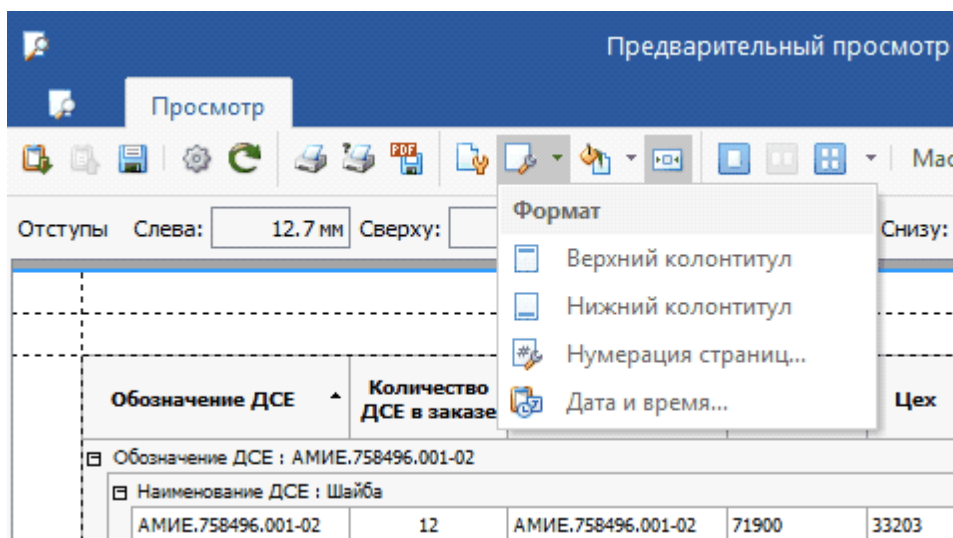 Предварительный просмотр
Просмотр
PDF
Мас
Отступы Слева: 12.7 мм Сверху: Снизу:
Формат
Верхний колонтитул
Нижний колонтитул
Нумерация страниц...
Дата и время...
Обозначение ДСЕ Количество ДСЕ в заказе Цех
Обозначение ДСЕ : АМИЕ.758496.001-02
Наименование ДСЕ : Шайба
АМИЕ.758496.001-02 12 АМИЕ.758496.001-02 71900 33203